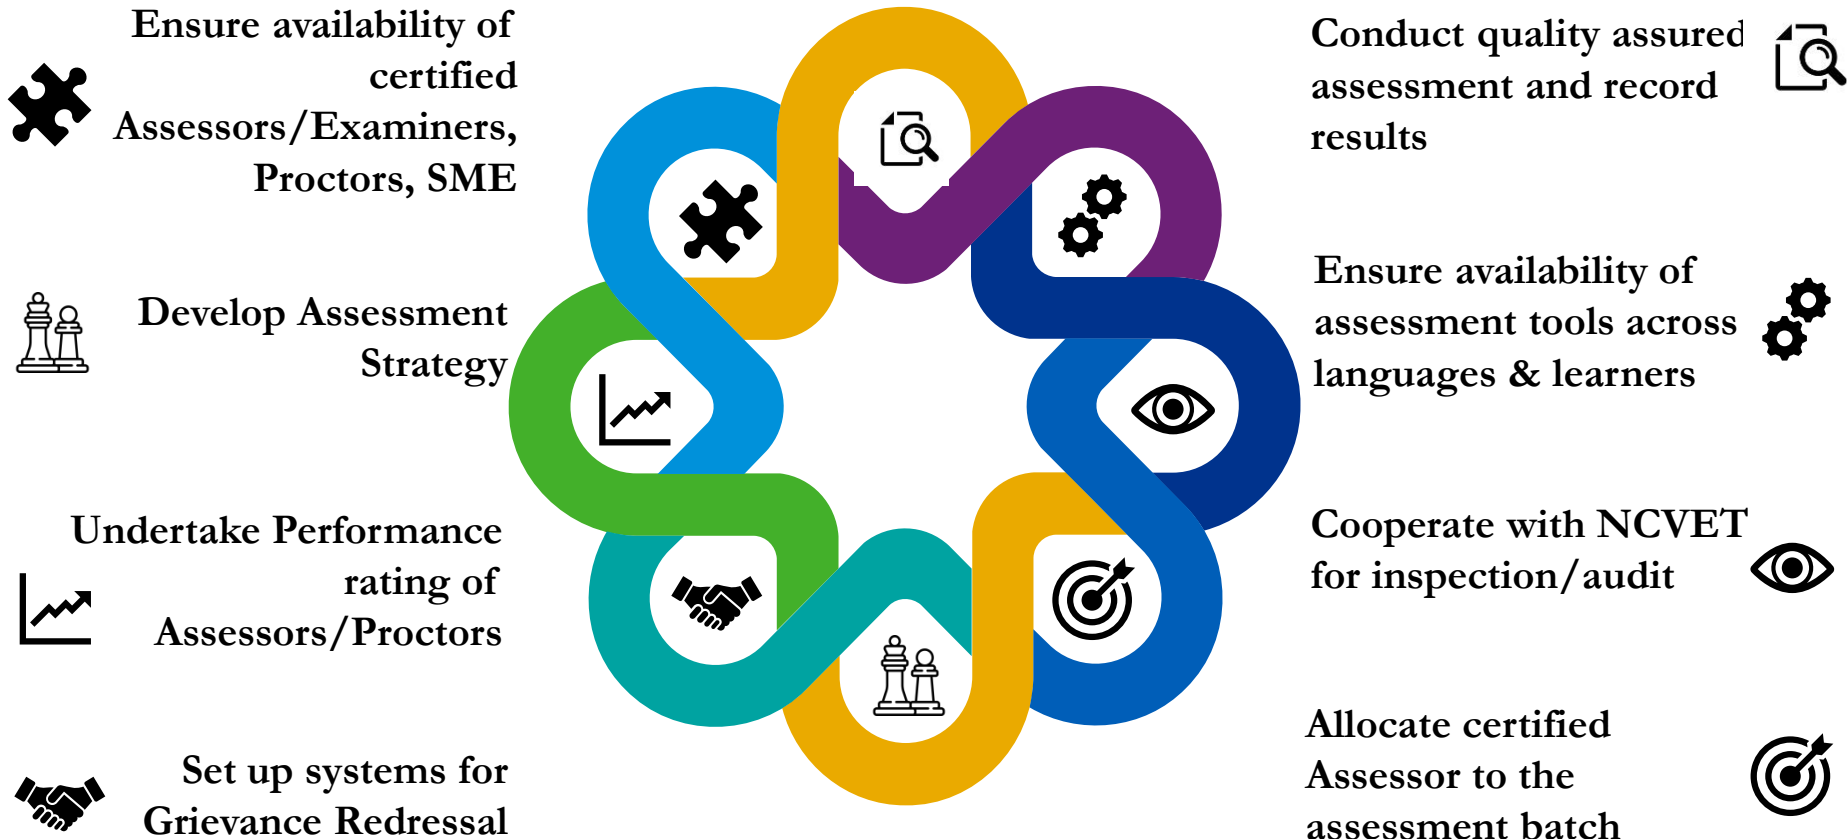 Ensure availability of
certified
Assessors/Examiners,
Proctors, SME
Develop Assessment
Strategy
Undertake Performance
rating of
Assessors/Proctors
Set up systems for
Grievance Redressal
Conduct quality assured
assessment and record
results
Ensure availability of
assessment tools across
languages & learners
Cooperate with NCVET
for inspection/audit
Allocate certified
Assessor to the
assessment batch